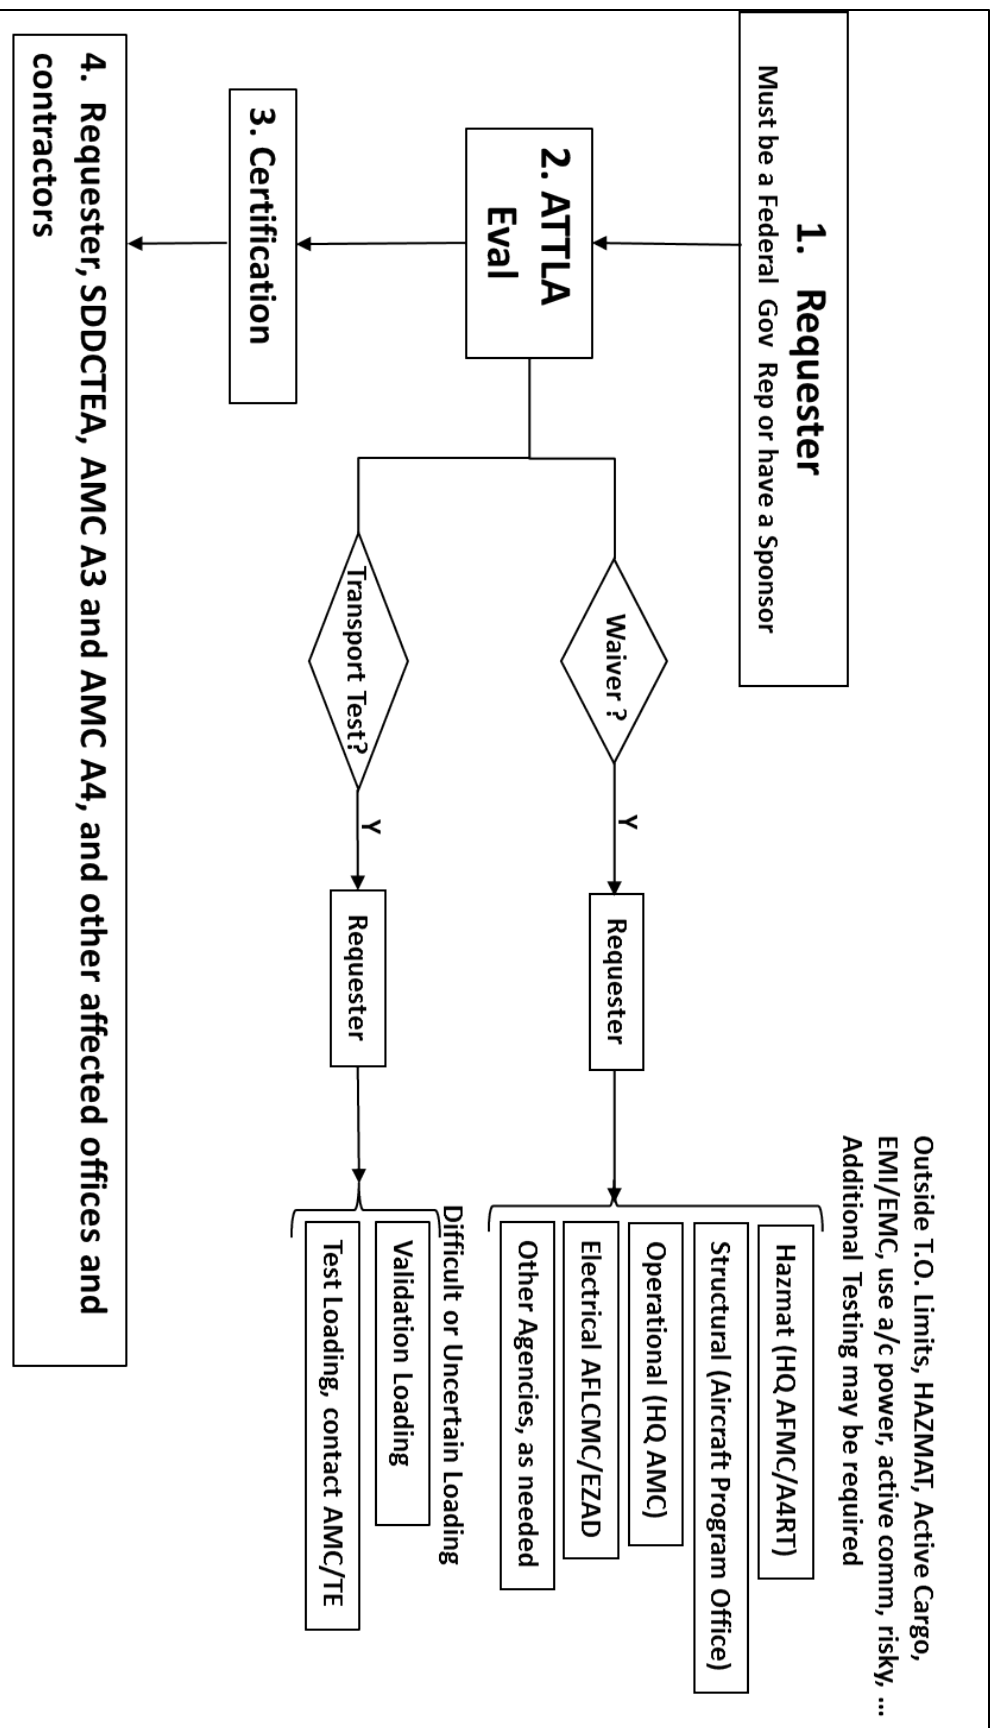 1. Requester
Must be a Federal Gov Rep or have a Sponsor
2. ATTLA
Eval
3. Certification
4. Requester, SDDCTEA, AMC A3 and AMC A4, and other affected offices and
contractors
Waiver ?
Y
Requester
Outside T.O. Limits, HAZMAT, Active Cargo,
EMI/EMC, use a/c power, active comm, risky, ...
Additional Testing may be required
Hazmat (HQ AFMC/A4RT)
Structural (Aircraft Program Office)
Operational (HQ AMC)
Electrical AFLCMC/EZAD
Other Agencies, as needed
Transport Test?
Y
Requester
Difficult or Uncertain Loading
Validation Loading
Test Loading, contact AMC/TE